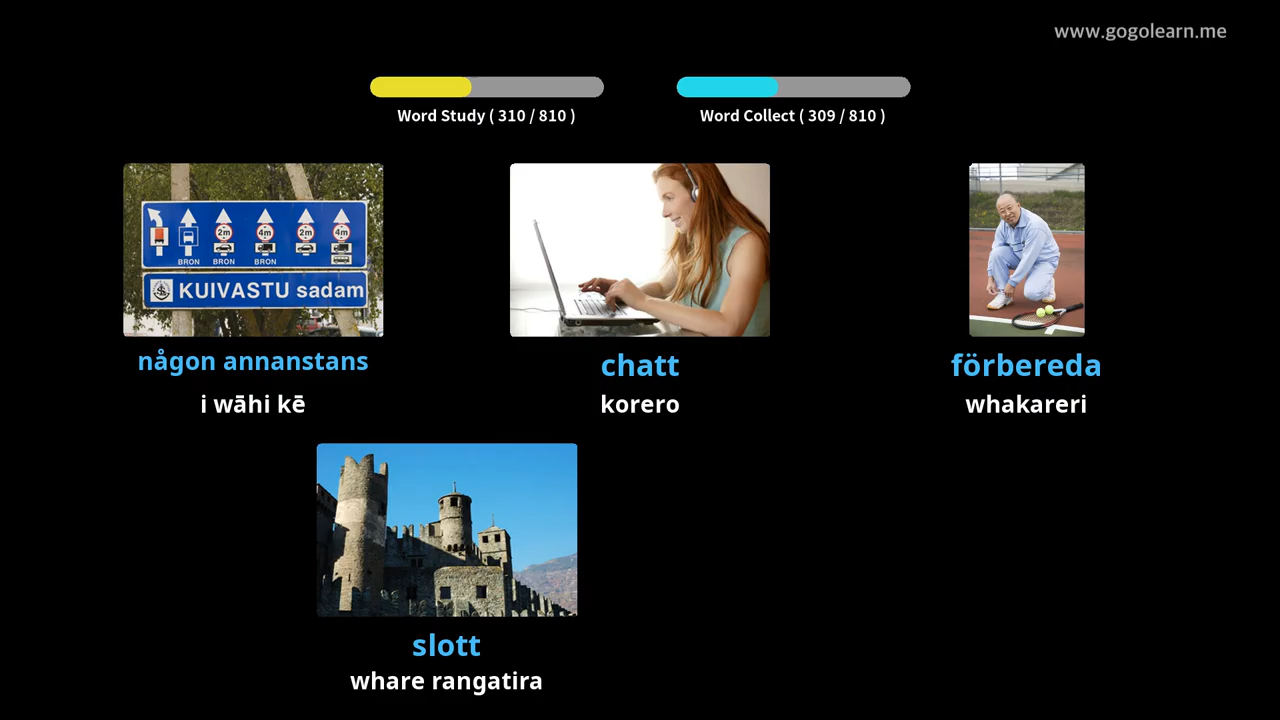 www.gogolearn.me
Word Study ( 310 / 810 )
Word Collect ( 309 / 810 )
2m
4m
2m
4m
BRON
BRON
BRON
KUIVASTU sadam
någon annanstans
chatt
förbereda
i wāhi kē
korero
whakareri
slott
whare rangatira